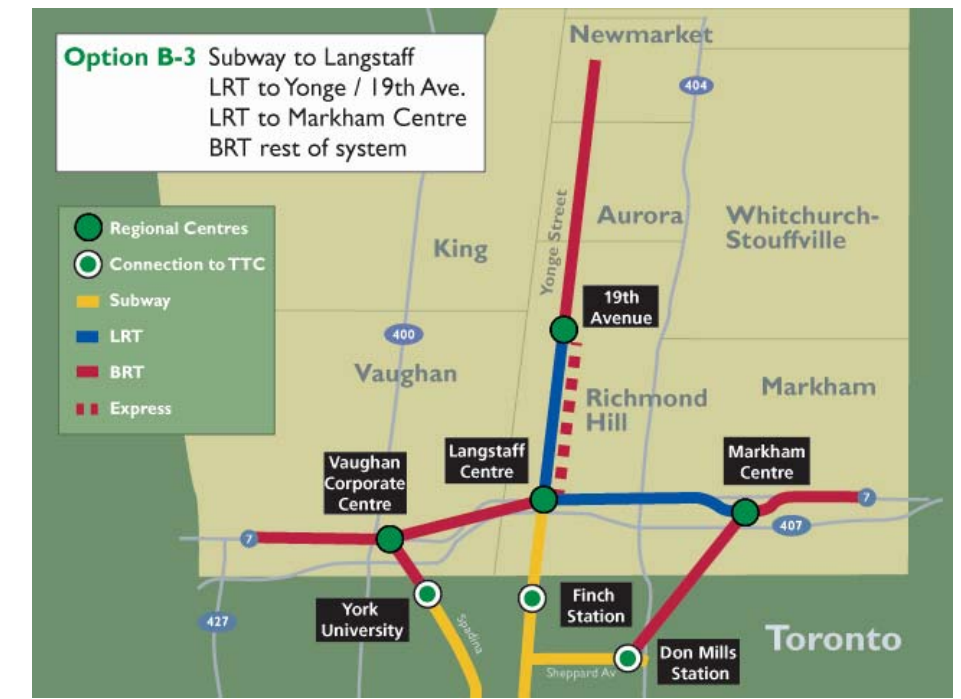 Option B-3 Subway to Langstaff
LRT to Yonge / 19th Ave.
LRT to Markham Centre
BRT rest of system
Regional Centres
Connection to TTC
Subway
LRT
BRT
Express
Newmarket
404
Yonge Street
Aurora
Whitchurch-
Stouffville
King
19th
Avenue
400
Vaughan
Richmond
Hill
Markham
Langstaff
Centre
Vaughan
Corporate
Centre
Markham
Centre
7
7
407
427
York
University
Spadina
Finch
Station
Don Mills
Station
Sheppard Av
Toronto